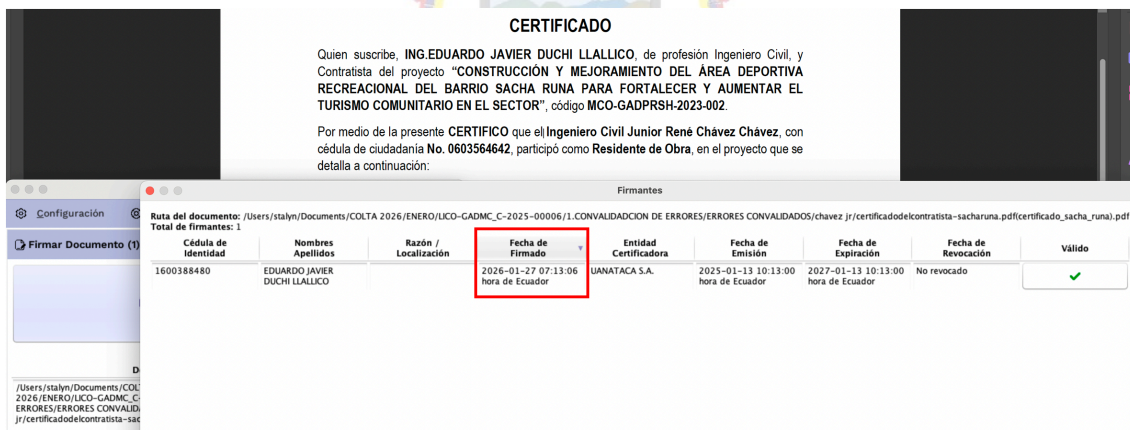 CERTIFICADO
Quien suscribe, ING.EDUARDO JAVIER DUCHI LLALLICO, de profesión Ingeniero Civil, y
Contratista del proyecto “CONSTRUCCIÓN Y MEJORAMIENTO DEL ÁREA DEPORTIVA
RECREACIONAL DEL BARRIO SACHA RUNA PARA FORTALECER Y AUMENTAR EL
TURISMO COMUNITARIO EN EL SECTOR”, código MCO-GADPRSH-2023-002.
Por medio de la presente CERTIFICO que el Ingeniero Civil Junior René Chávez Chávez, con
cédula de ciudadanía No. 0603564642, participó como Residente de Obra, en el proyecto que se
detalla a continuación:
Firmantes
Configuración
Ruta del documento: /Users/stalyn/Documents/COLTA 2026/ENERO/LICO-GADMC_C-2025-00006/1.CONVALIDADCION DE ERRORES/ERRORES CONVALIDADOS/chavez jr/certificadodelcontratista-sacharuna.pdf(certificado_sacha_runa).pdf
Total de firmantes: 1
Firmar Documento (1)
Cédula de Identidad
Nombres Apellidos
Razón / Localización
Fecha de Firmado
Entidad Certificadora
Fecha de Emisión
Fecha de Expiración
Fecha de Revocación
Válido
1600388480 EDUARDO JAVIER 2026-01-27 07:13:06 UANATACA S.A. 2025-01-13 10:13:00 2027-01-13 10:13:00 No revocado
DUCHI LLALLICO hora de Ecuador hora de Ecuador hora de Ecuador
/Users/stalyn/Documents/COL
2026/ENERO/LICO-GADMC_C-
ERRORES/ERRORES CONVALID
jr/certificadodelcontratista-sac